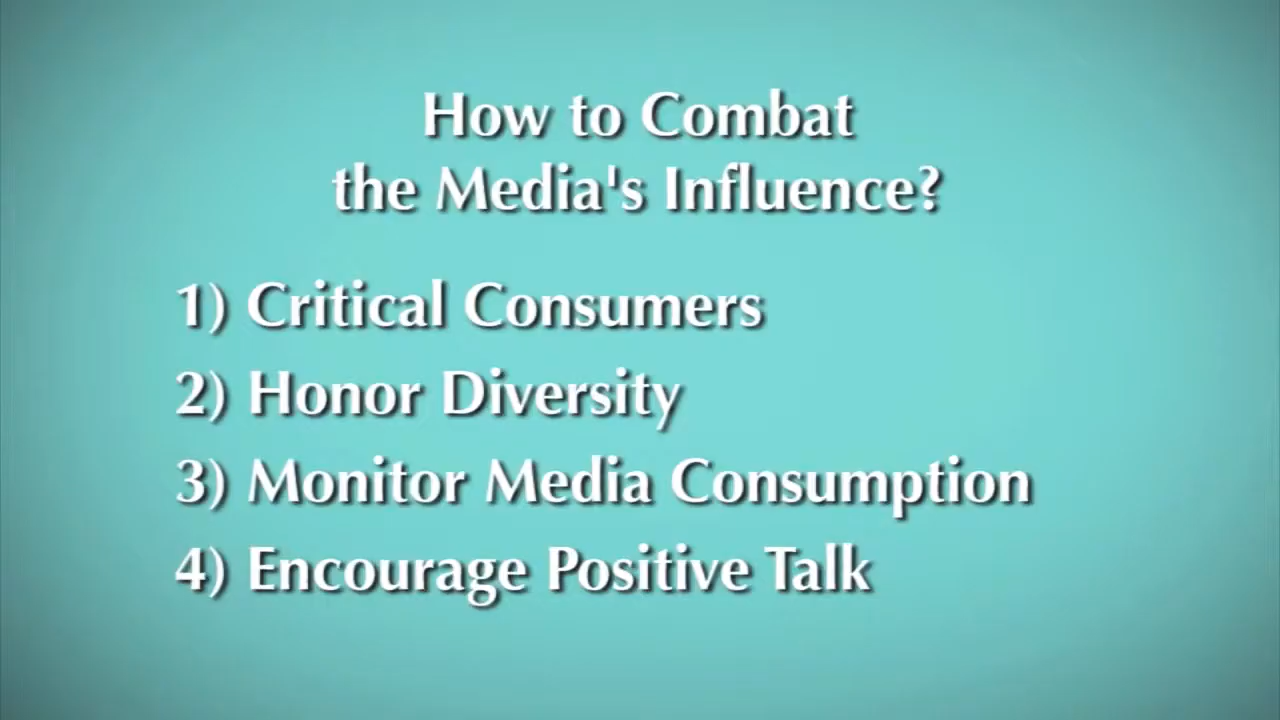 How to Combat
the Media's Influence?
1) Critical Consumers
2) Honor Diversity
3) Monitor Media Consumption
4) Encourage Positive Talk